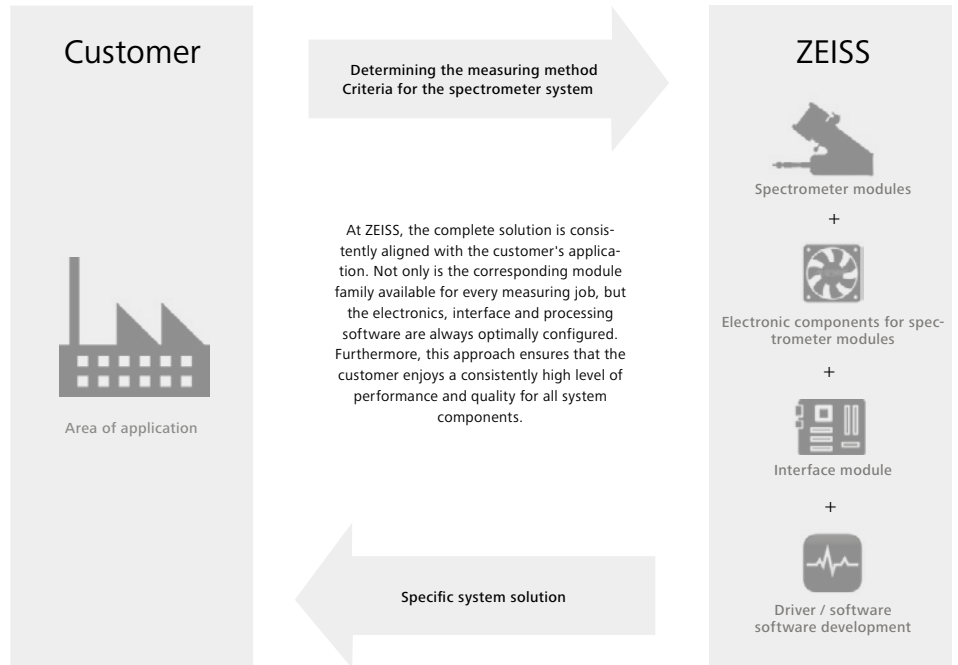 Customer
Area of application
Determining the measuring method
Criteria for the spectrometer system
At ZEISS, the complete solution is consis-
tently aligned with the customer's applica-
tion. Not only is the corresponding module
family available for every measuring job, but
the electronics, interface and processing
software are always optimally configured.
Furthermore, this approach ensures that the
customer enjoys a consistently high level of
performance and quality for all system
components.
Specific system solution
ZEISS
Spectrometer modules
+
Electronic components for spec-
trometer modules
+
Interface module
+
Driver / software
software development